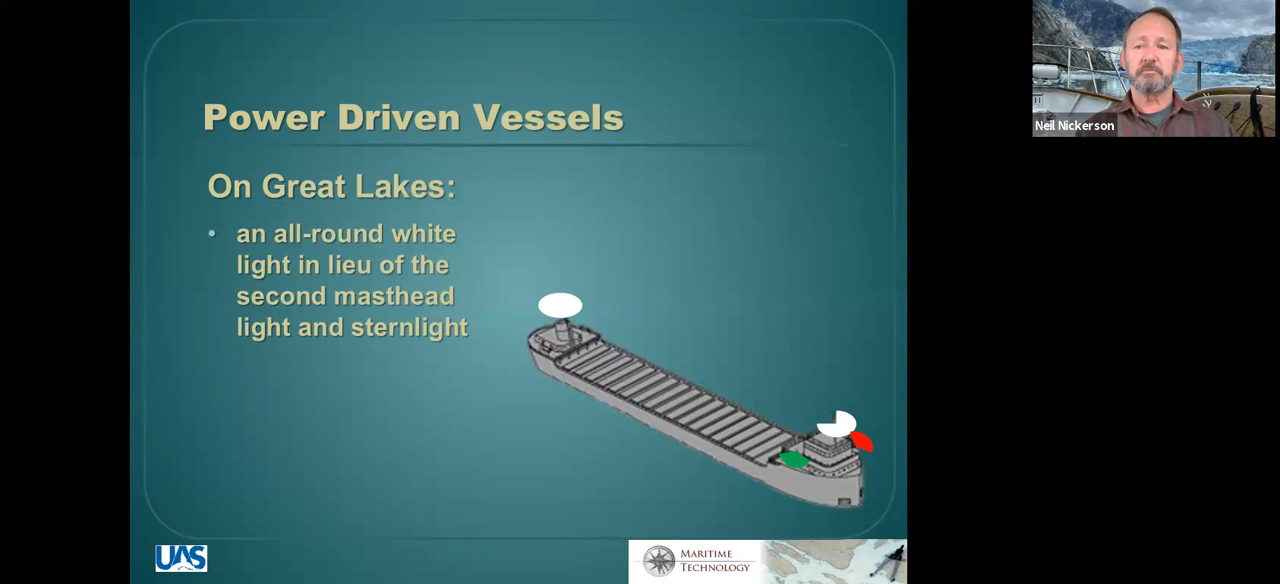 Power Driven Vessels
On Great Lakes:
• an all-round white
light in lieu of the
second masthead
light and sternlight
UAS
MARITIME
TECHNOLOGY
Neil Nickerson